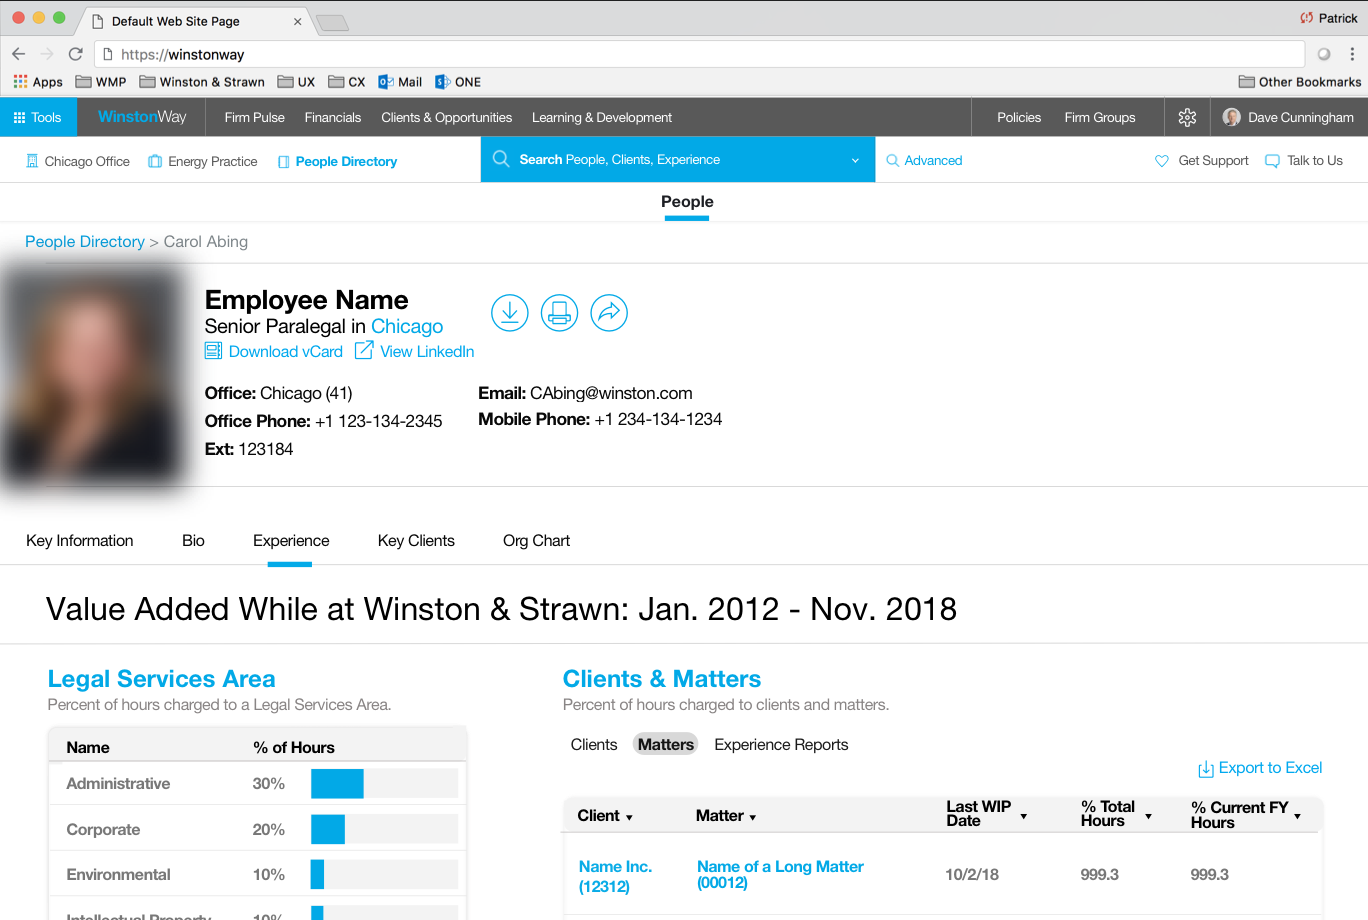 Default Web Site Page
Patrick
https://winstonway
Apps WMP Winston & Strawn UX CX Mail ONE Other Bookmarks
Tools WinstonWay Firm Pulse Financials Clients & Opportunities Learning & Development Policies Firm Groups Dave Cunningham
Chicago Office Energy Practice People Directory Search People, Clients, Experience Advanced Get Support Talk to Us
People
People Directory > Carol Abing
Employee Name
Senior Paralegal in Chicago
Download vCard View LinkedIn
Office: Chicago (41) Email: CAbing@winston.com
Office Phone: +1 123-134-2345 Mobile Phone: +1 234-134-1234
Ext: 123184
Key Information Bio Experience Key Clients Org Chart
Value Added While at Winston & Strawn: Jan. 2012 - Nov. 2018
Legal Services Area
Percent of hours charged to a Legal Services Area.
Name % of Hours
Administrative 30%
Corporate 20%
Environmental 10%
Intellectual Property 10%
Clients & Matters
Percent of hours charged to clients and matters.
Clients Matters Experience Reports
Export to Excel
Client Matter Last WIP Date % Total Hours % Current FY Hours
Name Inc. Name of a Long Matter 10/2/18 999.3 999.3
(12312) (00012)